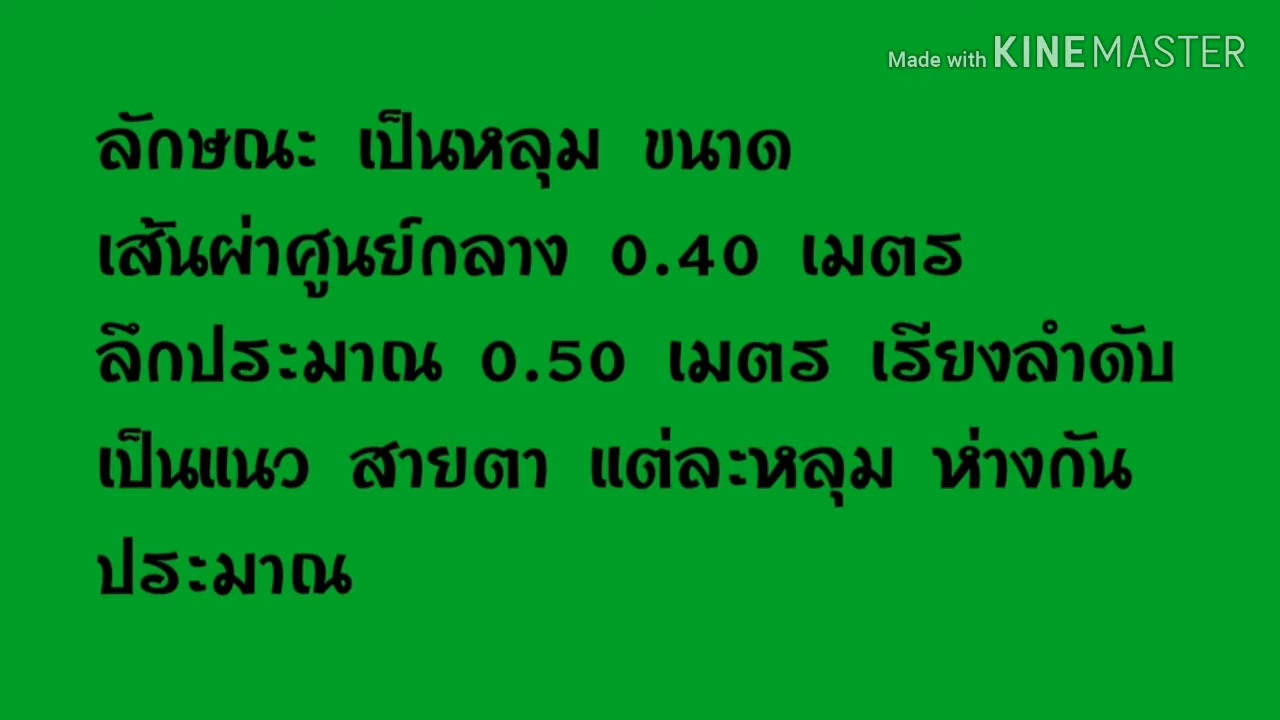 Made with KINEMASTER
ลักษณะ เป็นหลุม ขนาด
เส้นผ่าศูนย์กลาง 0.40 เมตร
ลึกประมาณ 0.50 เมตร เรียงลำดับ
เป็นแนว สายตา แต่ละหลุม ห่างกัน
ประมาณ